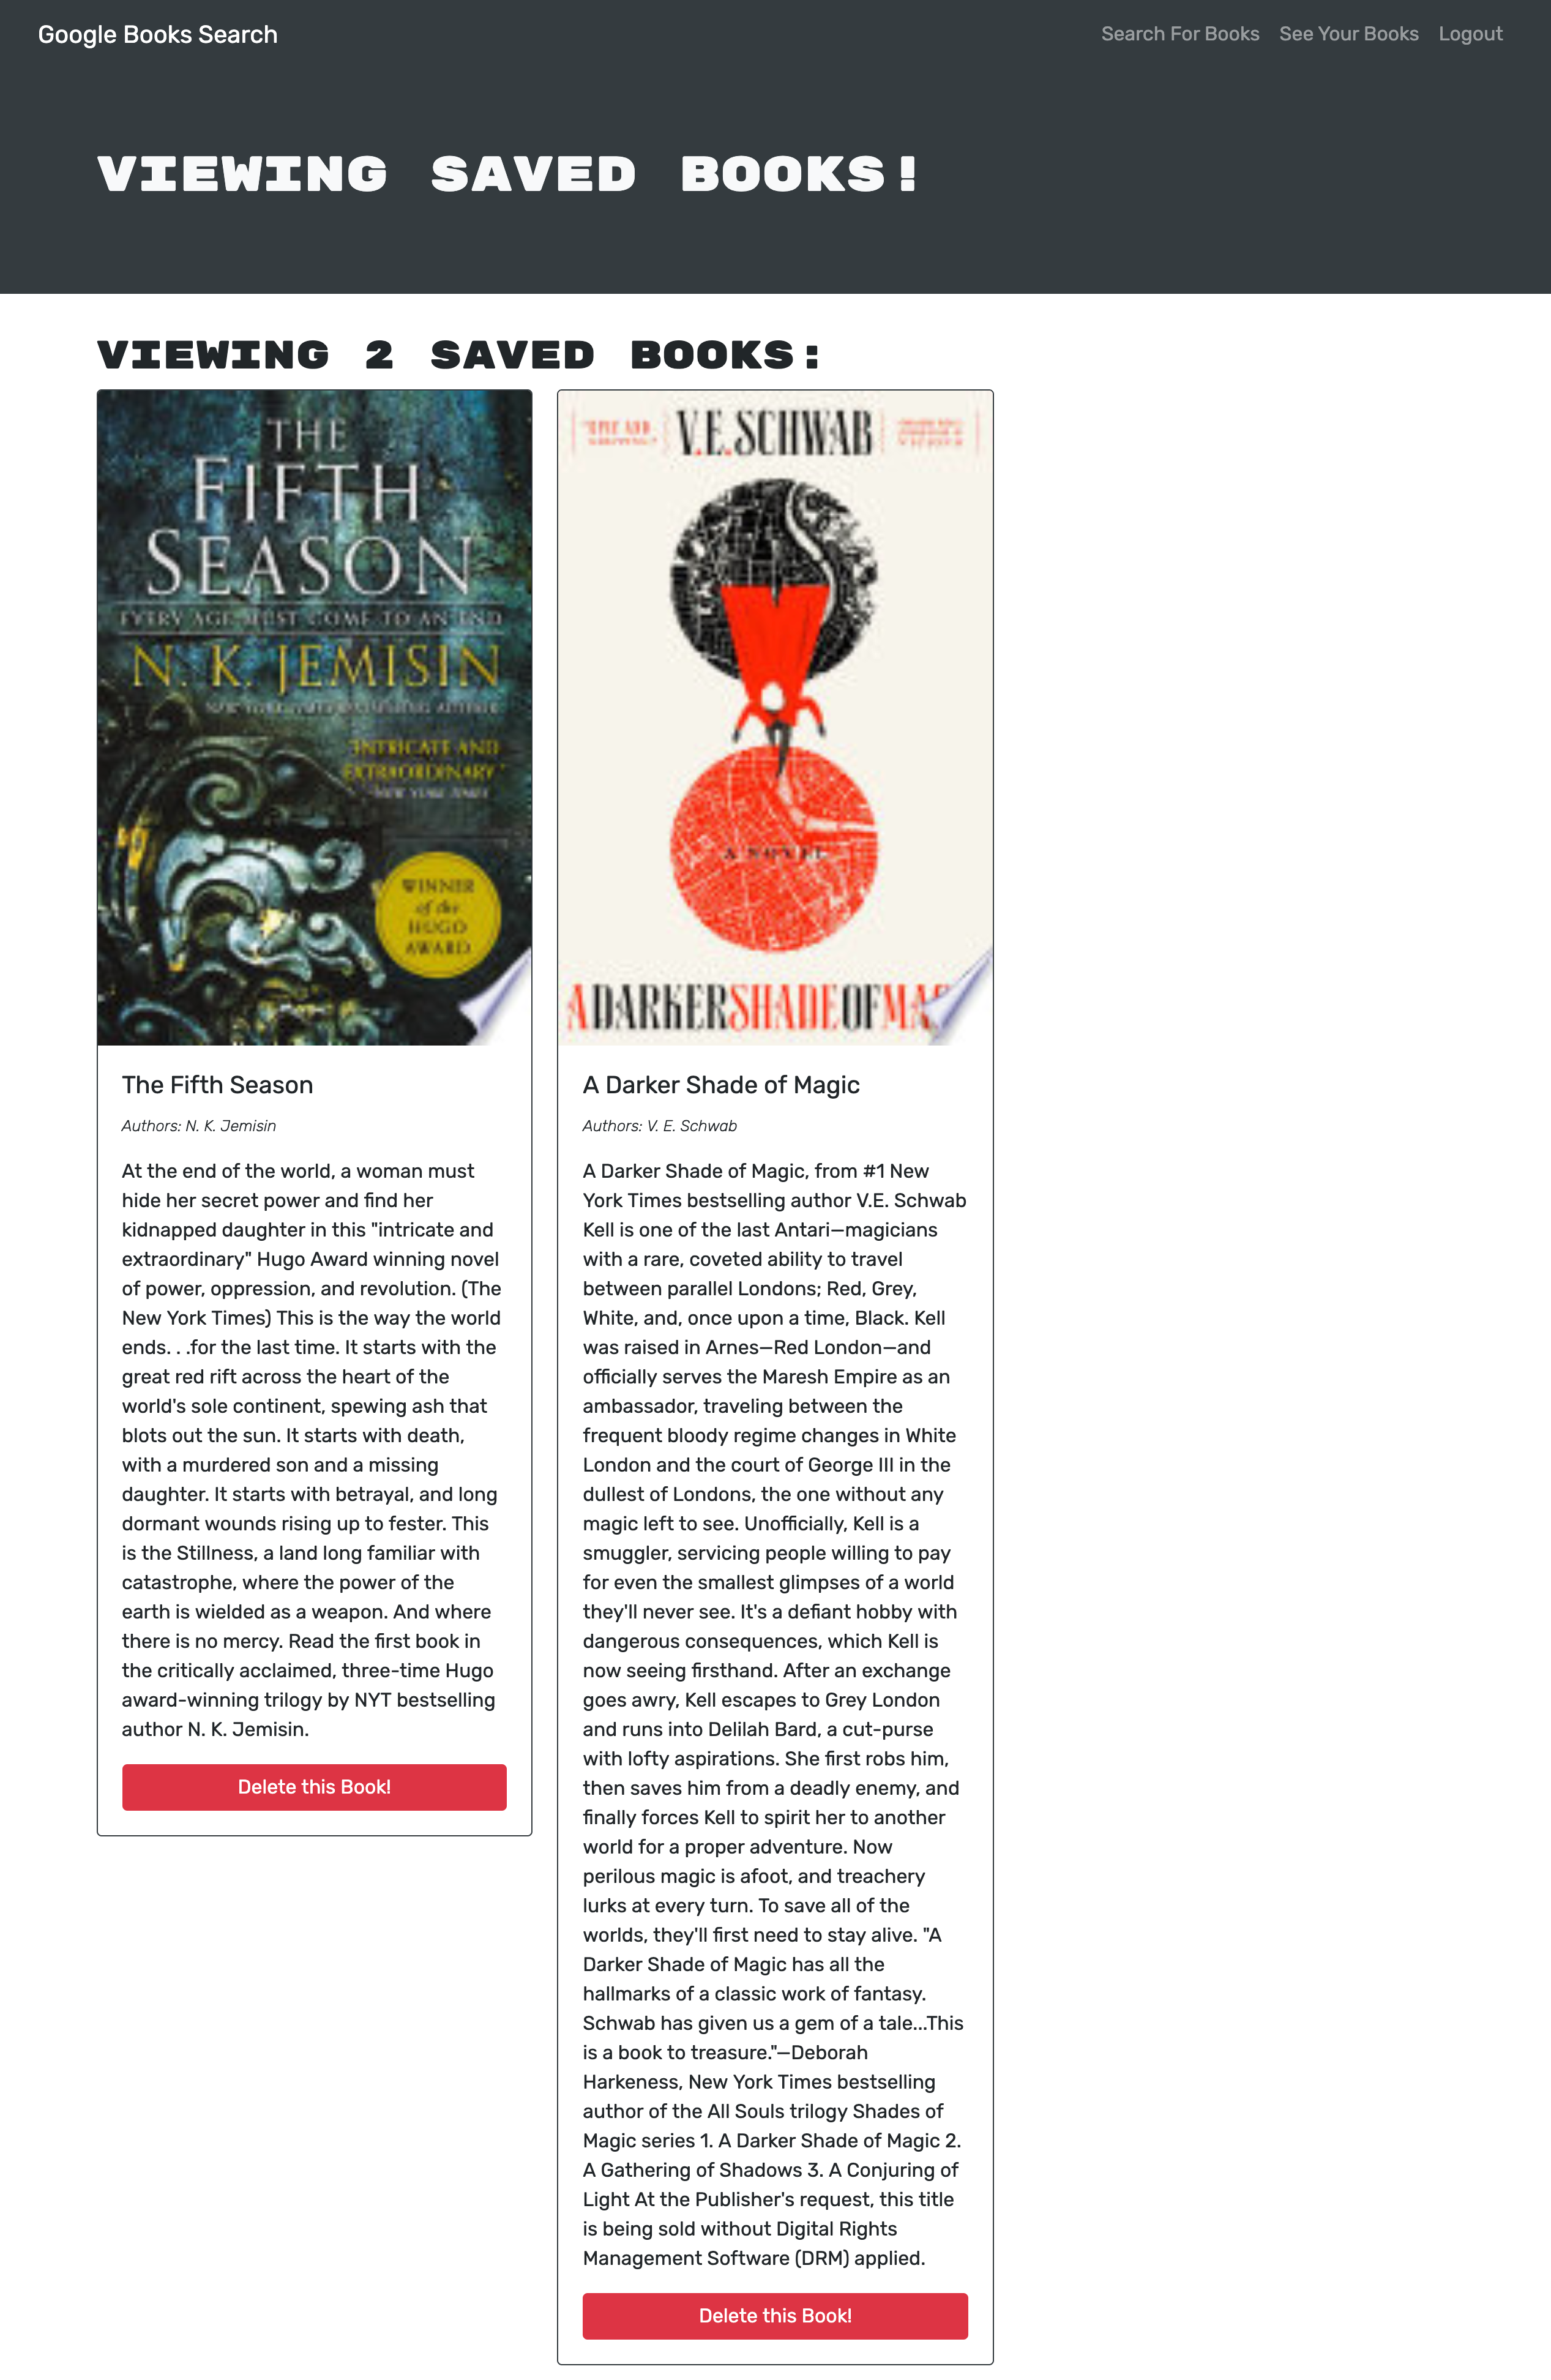 Google Books Search
Search For Books See Your Books Logout
VIEWING SAVED BOOKS!
VIEWING 2 SAVED BOOKS:
THE
FIFTH
SEASON
EVERY AGE MUST COME TO AN END
N. K. JEMISIN
NEW YORK TIMES BESTSELLING AUTHOR
"INTRICATE AND
EXTRAORDINARY"
NEW YORK TIMES
WINNER
of the
HUGO
AWARD
The Fifth Season
Authors: N. K. Jemisin
At the end of the world, a woman must
hide her secret power and find her
kidnapped daughter in this "intricate and
extraordinary" Hugo Award winning novel
of power, oppression, and revolution. (The
New York Times) This is the way the world
ends. . .for the last time. It starts with the
great red rift across the heart of the
world's sole continent, spewing ash that
blots out the sun. It starts with death,
with a murdered son and a missing
daughter. It starts with betrayal, and long
dormant wounds rising up to fester. This
is the Stillness, a land long familiar with
catastrophe, where the power of the
earth is wielded as a weapon. And where
there is no mercy. Read the first book in
the critically acclaimed, three-time Hugo
award-winning trilogy by NYT bestselling
author N. K. Jemisin.
Delete this Book!
"EPIC AND
V.E. SCHWAB
A NOVEL
A DARKER SHADE OF MA
A Darker Shade of Magic
Authors: V. E. Schwab
A Darker Shade of Magic, from #1 New
York Times bestselling author V.E. Schwab
Kell is one of the last Antari—magicians
with a rare, coveted ability to travel
between parallel Londons; Red, Grey,
White, and, once upon a time, Black. Kell
was raised in Arnes—Red London—and
officially serves the Maresh Empire as an
ambassador, traveling between the
frequent bloody regime changes in White
London and the court of George III in the
dullest of Londons, the one without any
magic left to see. Unofficially, Kell is a
smuggler, servicing people willing to pay
for even the smallest glimpses of a world
they'll never see. It's a defiant hobby with
dangerous consequences, which Kell is
now seeing firsthand. After an exchange
goes awry, Kell escapes to Grey London
and runs into Delilah Bard, a cut-purse
with lofty aspirations. She first robs him,
then saves him from a deadly enemy, and
finally forces Kell to spirit her to another
world for a proper adventure. Now
perilous magic is afoot, and treachery
lurks at every turn. To save all of the
worlds, they'll first need to stay alive. "A
Darker Shade of Magic has all the
hallmarks of a classic work of fantasy.
Schwab has given us a gem of a tale...This
is a book to treasure."—Deborah
Harkeness, New York Times bestselling
author of the All Souls trilogy Shades of
Magic series 1. A Darker Shade of Magic 2.
A Gathering of Shadows 3. A Conjuring of
Light At the Publisher's request, this title
is being sold without Digital Rights
Management Software (DRM) applied.
Delete this Book!